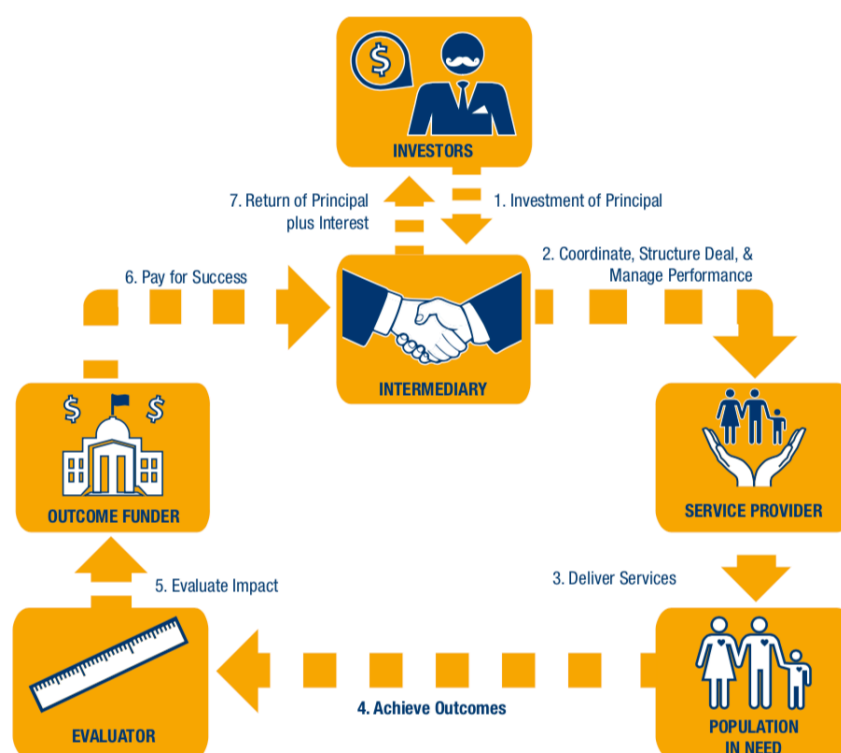 $
INVESTORS
7. Return of Principal
plus Interest
1. Investment of Principal
2. Coordinate, Structure Deal, &
Manage Performance
6. Pay for Success
INTERMEDIARY
$ $
OUTCOME FUNDER
SERVICE PROVIDER
5. Evaluate Impact
3. Deliver Services
4. Achieve Outcomes
EVALUATOR
POPULATION
IN NEED